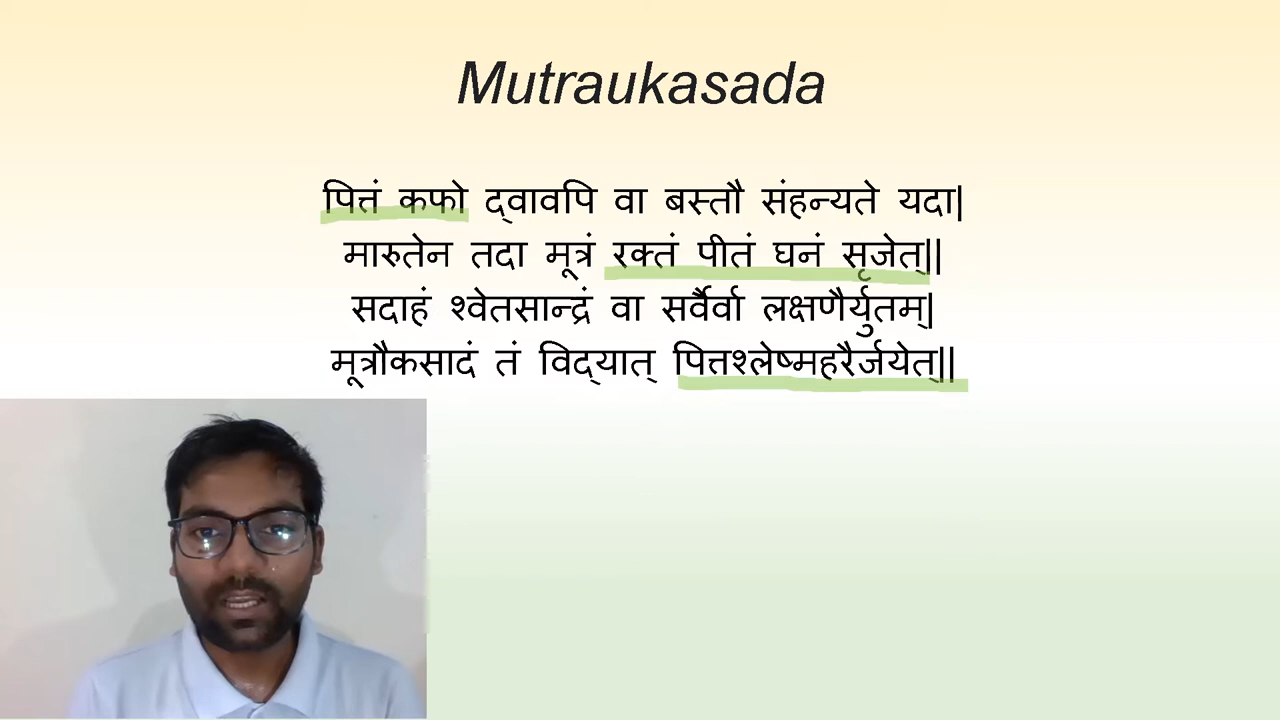 Mutraukasada
पित्तं कफो द्वावपि वा बस्तौ संहन्यते यदा|
मारुतेन तदा मूत्रं रक्तं पीतं घनं सृजेत्||
सदाहं श्वेतसान्द्रं वा सर्वैर्वा लक्षणैर्युतम्|
मूत्रौकसादं तं विद्यात् पित्तश्लेष्महरैर्जयेत्||